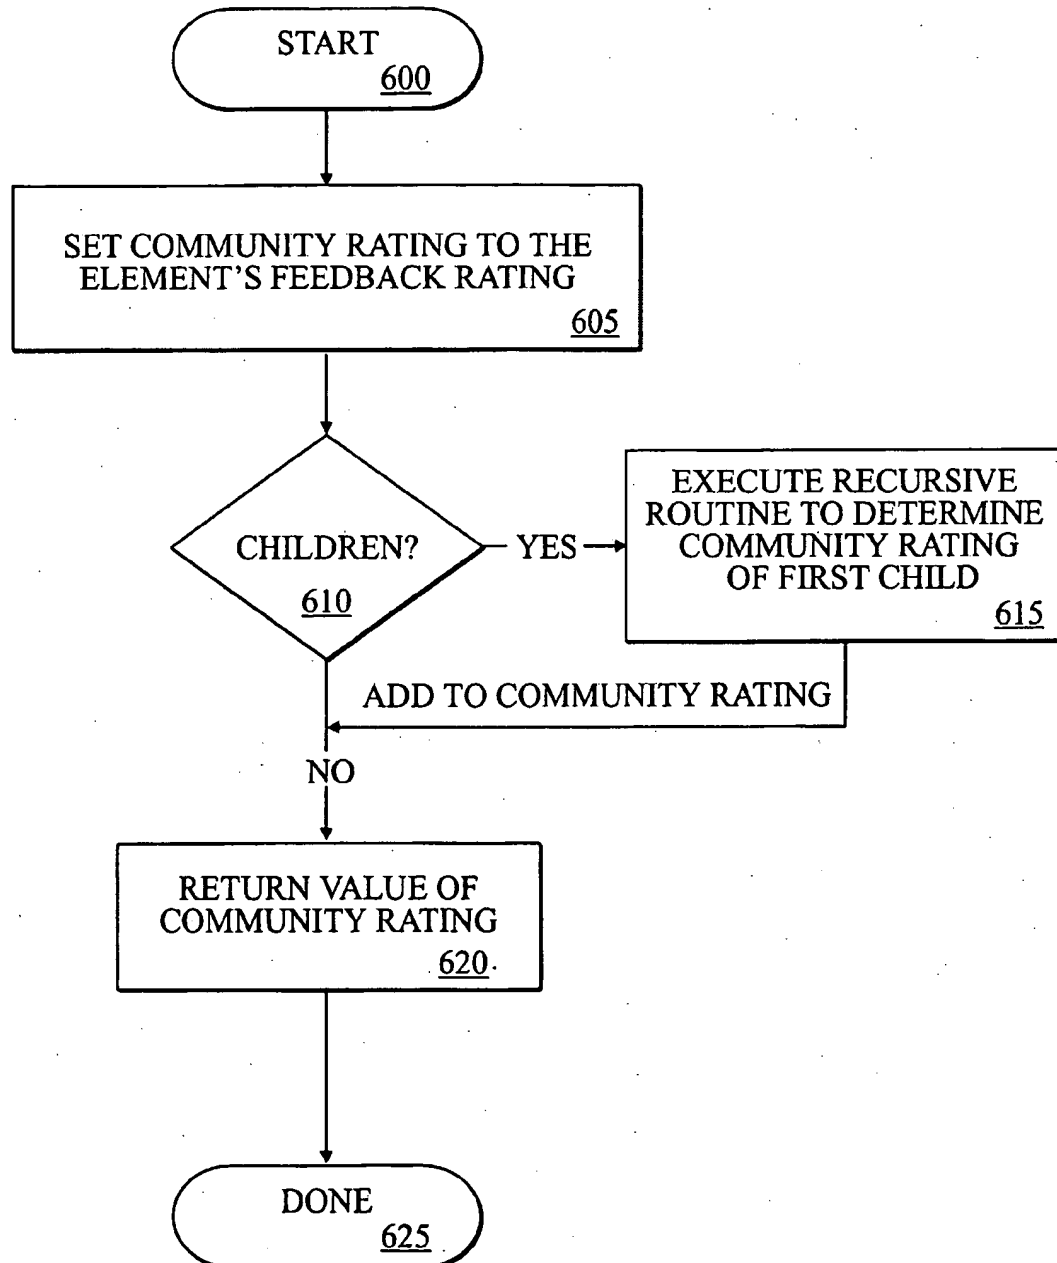 START
600
SET COMMUNITY RATING TO THE
ELEMENT'S FEEDBACK RATING
605
CHILDREN?
610
YES
EXECUTE RECURSIVE
ROUTINE TO DETERMINE
COMMUNITY RATING
OF FIRST CHILD
615
ADD TO COMMUNITY RATING
NO
RETURN VALUE OF
COMMUNITY RATING
620
DONE
625